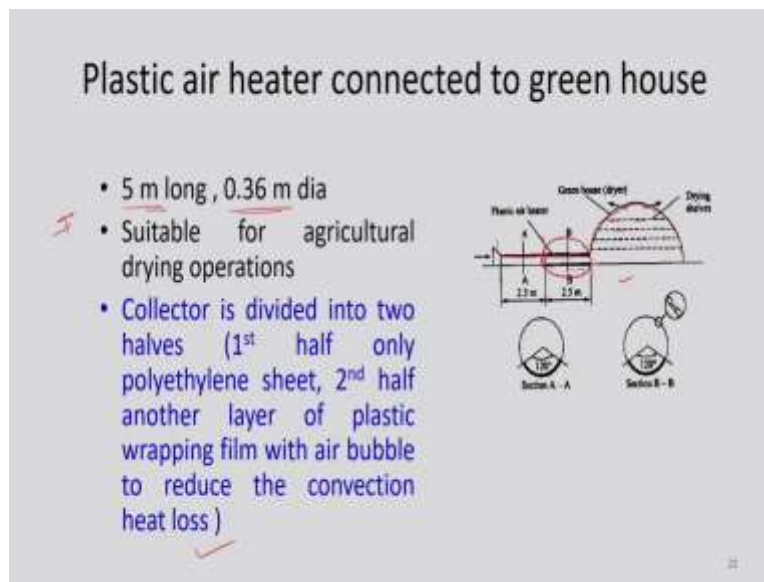 Plastic air heater connected to green house
• 5 m long , 0.36 m dia
• Suitable for agricultural
drying operations
• Collector is divided into two
halves (1st half only
polyethylene sheet, 2nd half
another layer of plastic
wrapping film with air bubble
to reduce the convection
heat loss )
Green house (dryer)
Drying
shelves
Plastic air heater
A B
A B
2.5 m 2.5 m
120° 120°
Section A - A Section B - B